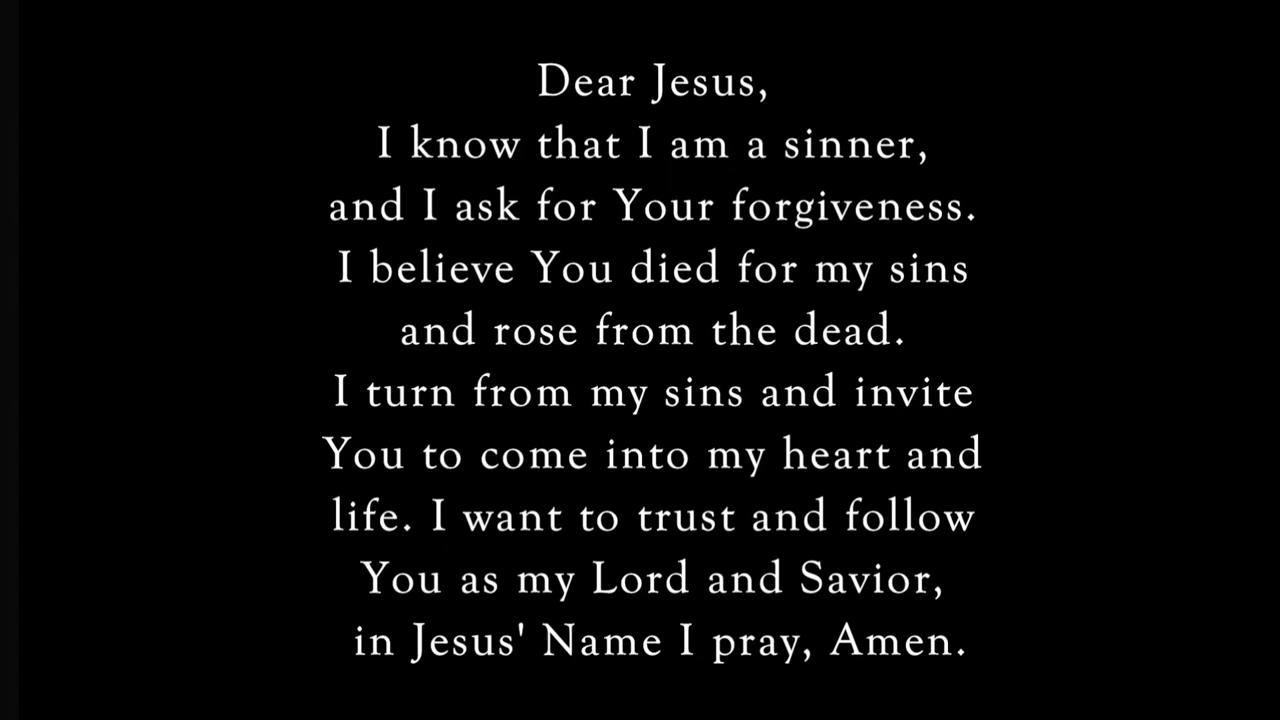 Dear Jesus,
I know that I am a sinner,
and I ask for Your forgiveness.
I believe You died for my sins
and rose from the dead.
I turn from my sins and invite
You to come into my heart and
life. I want to trust and follow
You as my Lord and Savior,
in Jesus' Name I pray, Amen.